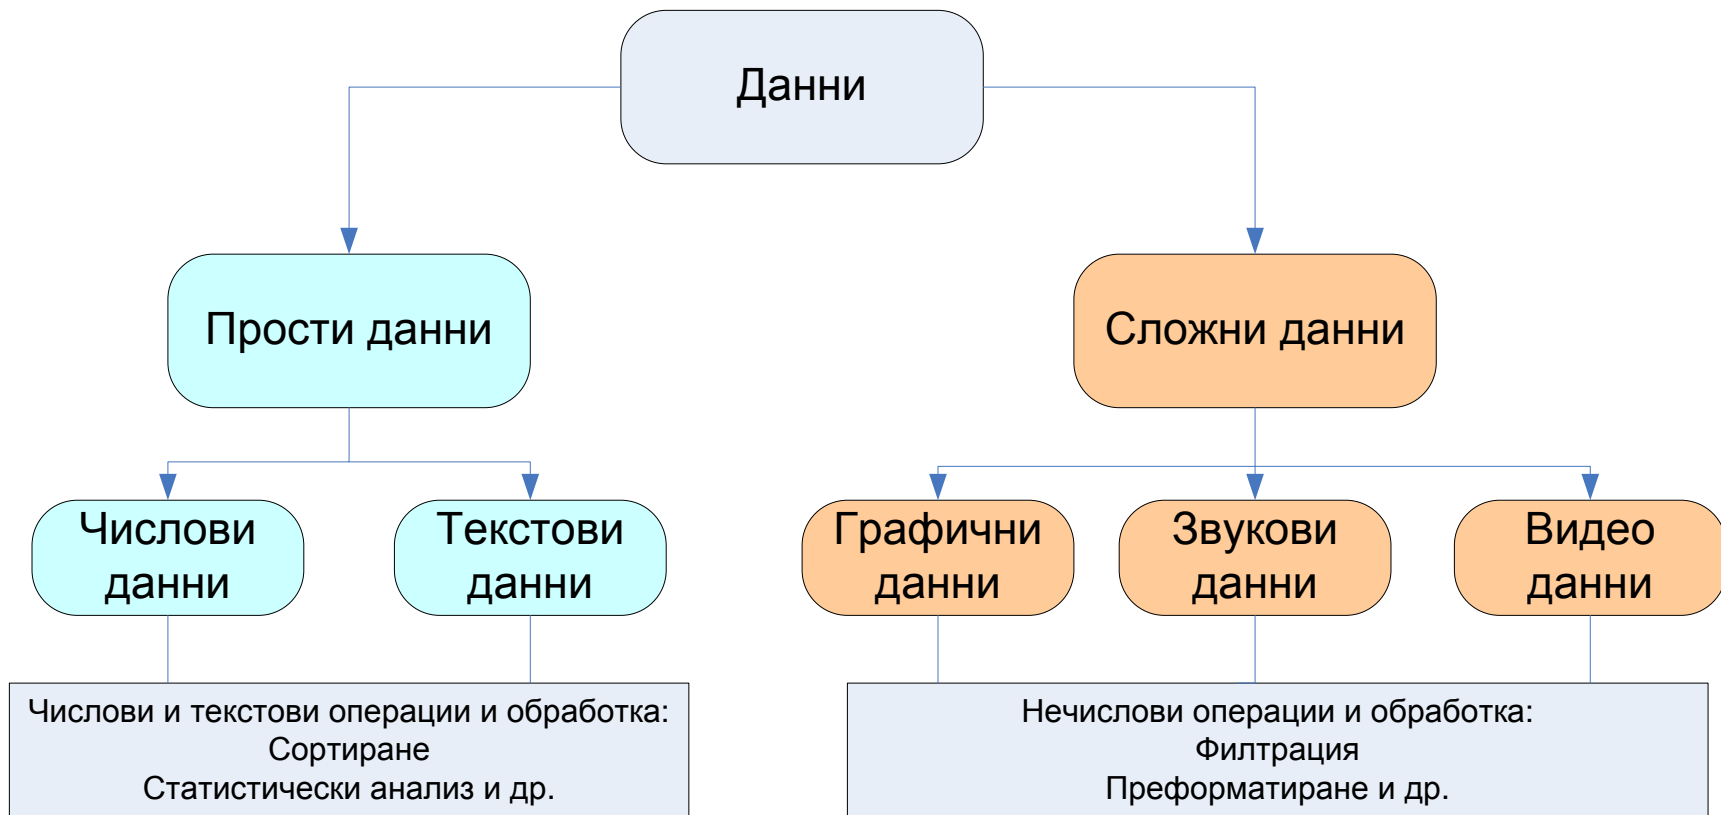 Данни
Прости данни
Сложни данни
Числови
данни
Текстови
данни
Графични
данни
Звукови
данни
Видео
данни
Числови и текстови операции и обработка:
Сортиране
Статистически анализ и др.
Нечислови операции и обработка:
Филтрация
Преформатиране и др.